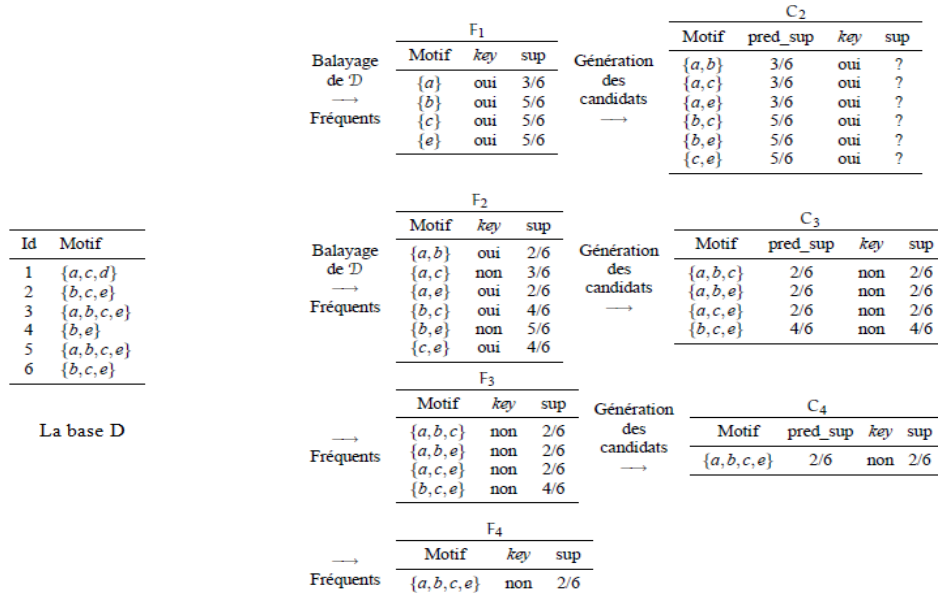 F1
Motif key sup
{a} oui 3/6
{b} oui 5/6
{c} oui 5/6
{e} oui 5/6
Balayage
de D
→
Fréquents
Génération
des
candidats
→
C2
Motif pred_sup key sup
{a,b} 3/6 oui ?
{a,c} 3/6 oui ?
{a,e} 3/6 oui ?
{b,c} 5/6 oui ?
{b,e} 5/6 oui ?
{c,e} 5/6 oui ?
Id Motif
1 {a,c,d}
2 {b,c,e}
3 {a,b,c,e}
4 {b,e}
5 {a,b,c,e}
6 {b,c,e}
La base D
Balayage
de D
→
Fréquents
F2
Motif key sup
{a,b} oui 2/6
{a,c} non 3/6
{a,e} oui 2/6
{b,c} oui 4/6
{b,e} non 5/6
{c,e} oui 4/6
Génération
des
candidats
→
C3
Motif pred_sup key sup
{a,b,c} 2/6 non 2/6
{a,b,e} 2/6 non 2/6
{a,c,e} 2/6 non 2/6
{b,c,e} 4/6 non 4/6
→
Fréquents
F3
Motif key sup
{a,b,c} non 2/6
{a,b,e} non 2/6
{a,c,e} non 2/6
{b,c,e} non 4/6
Génération
des
candidats
→
C4
Motif pred_sup key sup
{a,b,c,e} 2/6 non 2/6
→
Fréquents
F4
Motif key sup
{a,b,c,e} non 2/6